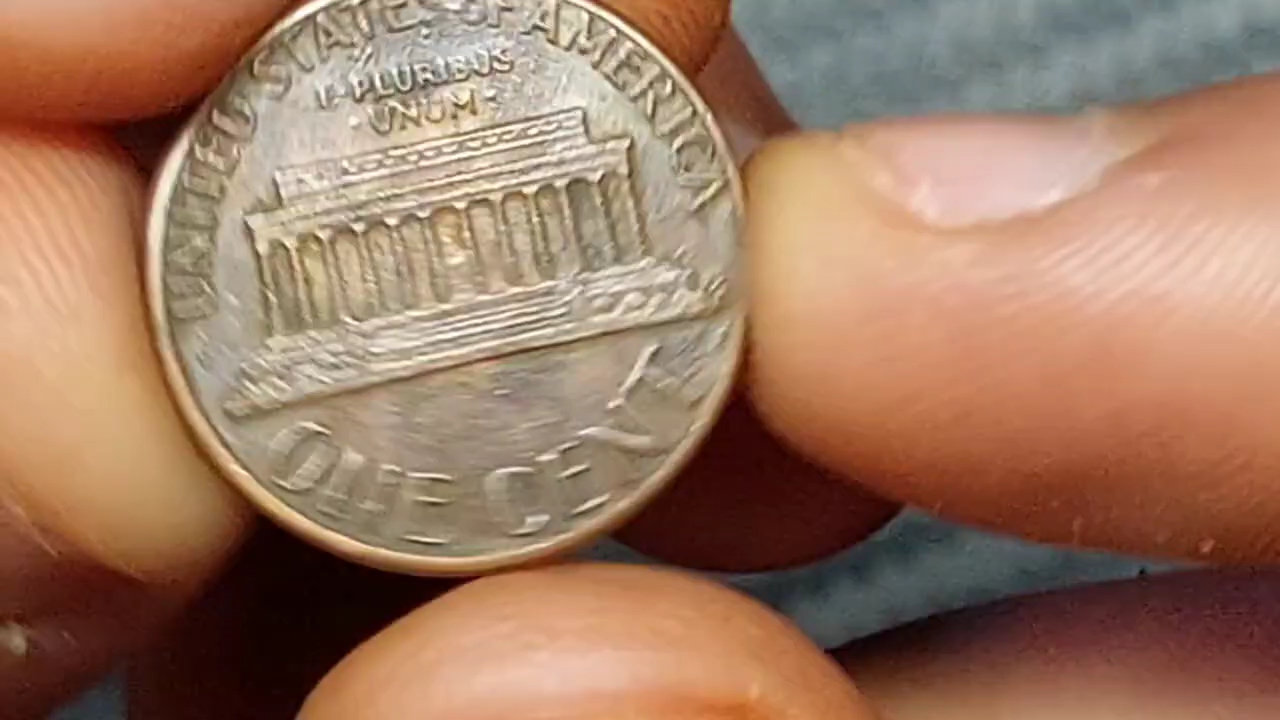 UNITED STATES OF AMERICA
E·PLURIBUS
·UNUM·
ONE CENT